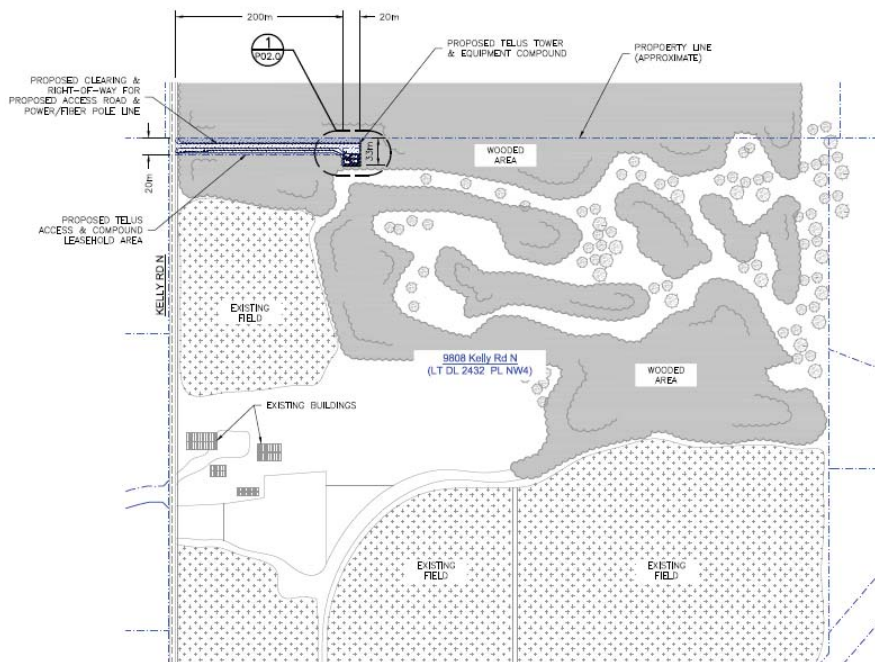 200m
20m
1
P02.0
PROPOSED TELUS TOWER
& EQUIPMENT COMPOUND
PROPOERTY LINE
(APPROXIMATE)
PROPOSED CLEARING &
RIGHT-OF-WAY FOR
PROPOSED ACCESS ROAD &
POWER/FIBER POLE LINE
33m
WOODED
AREA
20m
PROPOSED TELUS
ACCESS & COMPOUND
LEASEHOLD AREA
KELLY RD N
EXISTING
FIELD
9808 Kelly Rd N
(LT DL 2432 PL NW4)
WOODED
AREA
EXISTING BUILDINGS
EXISTING
FIELD
EXISTING
FIELD